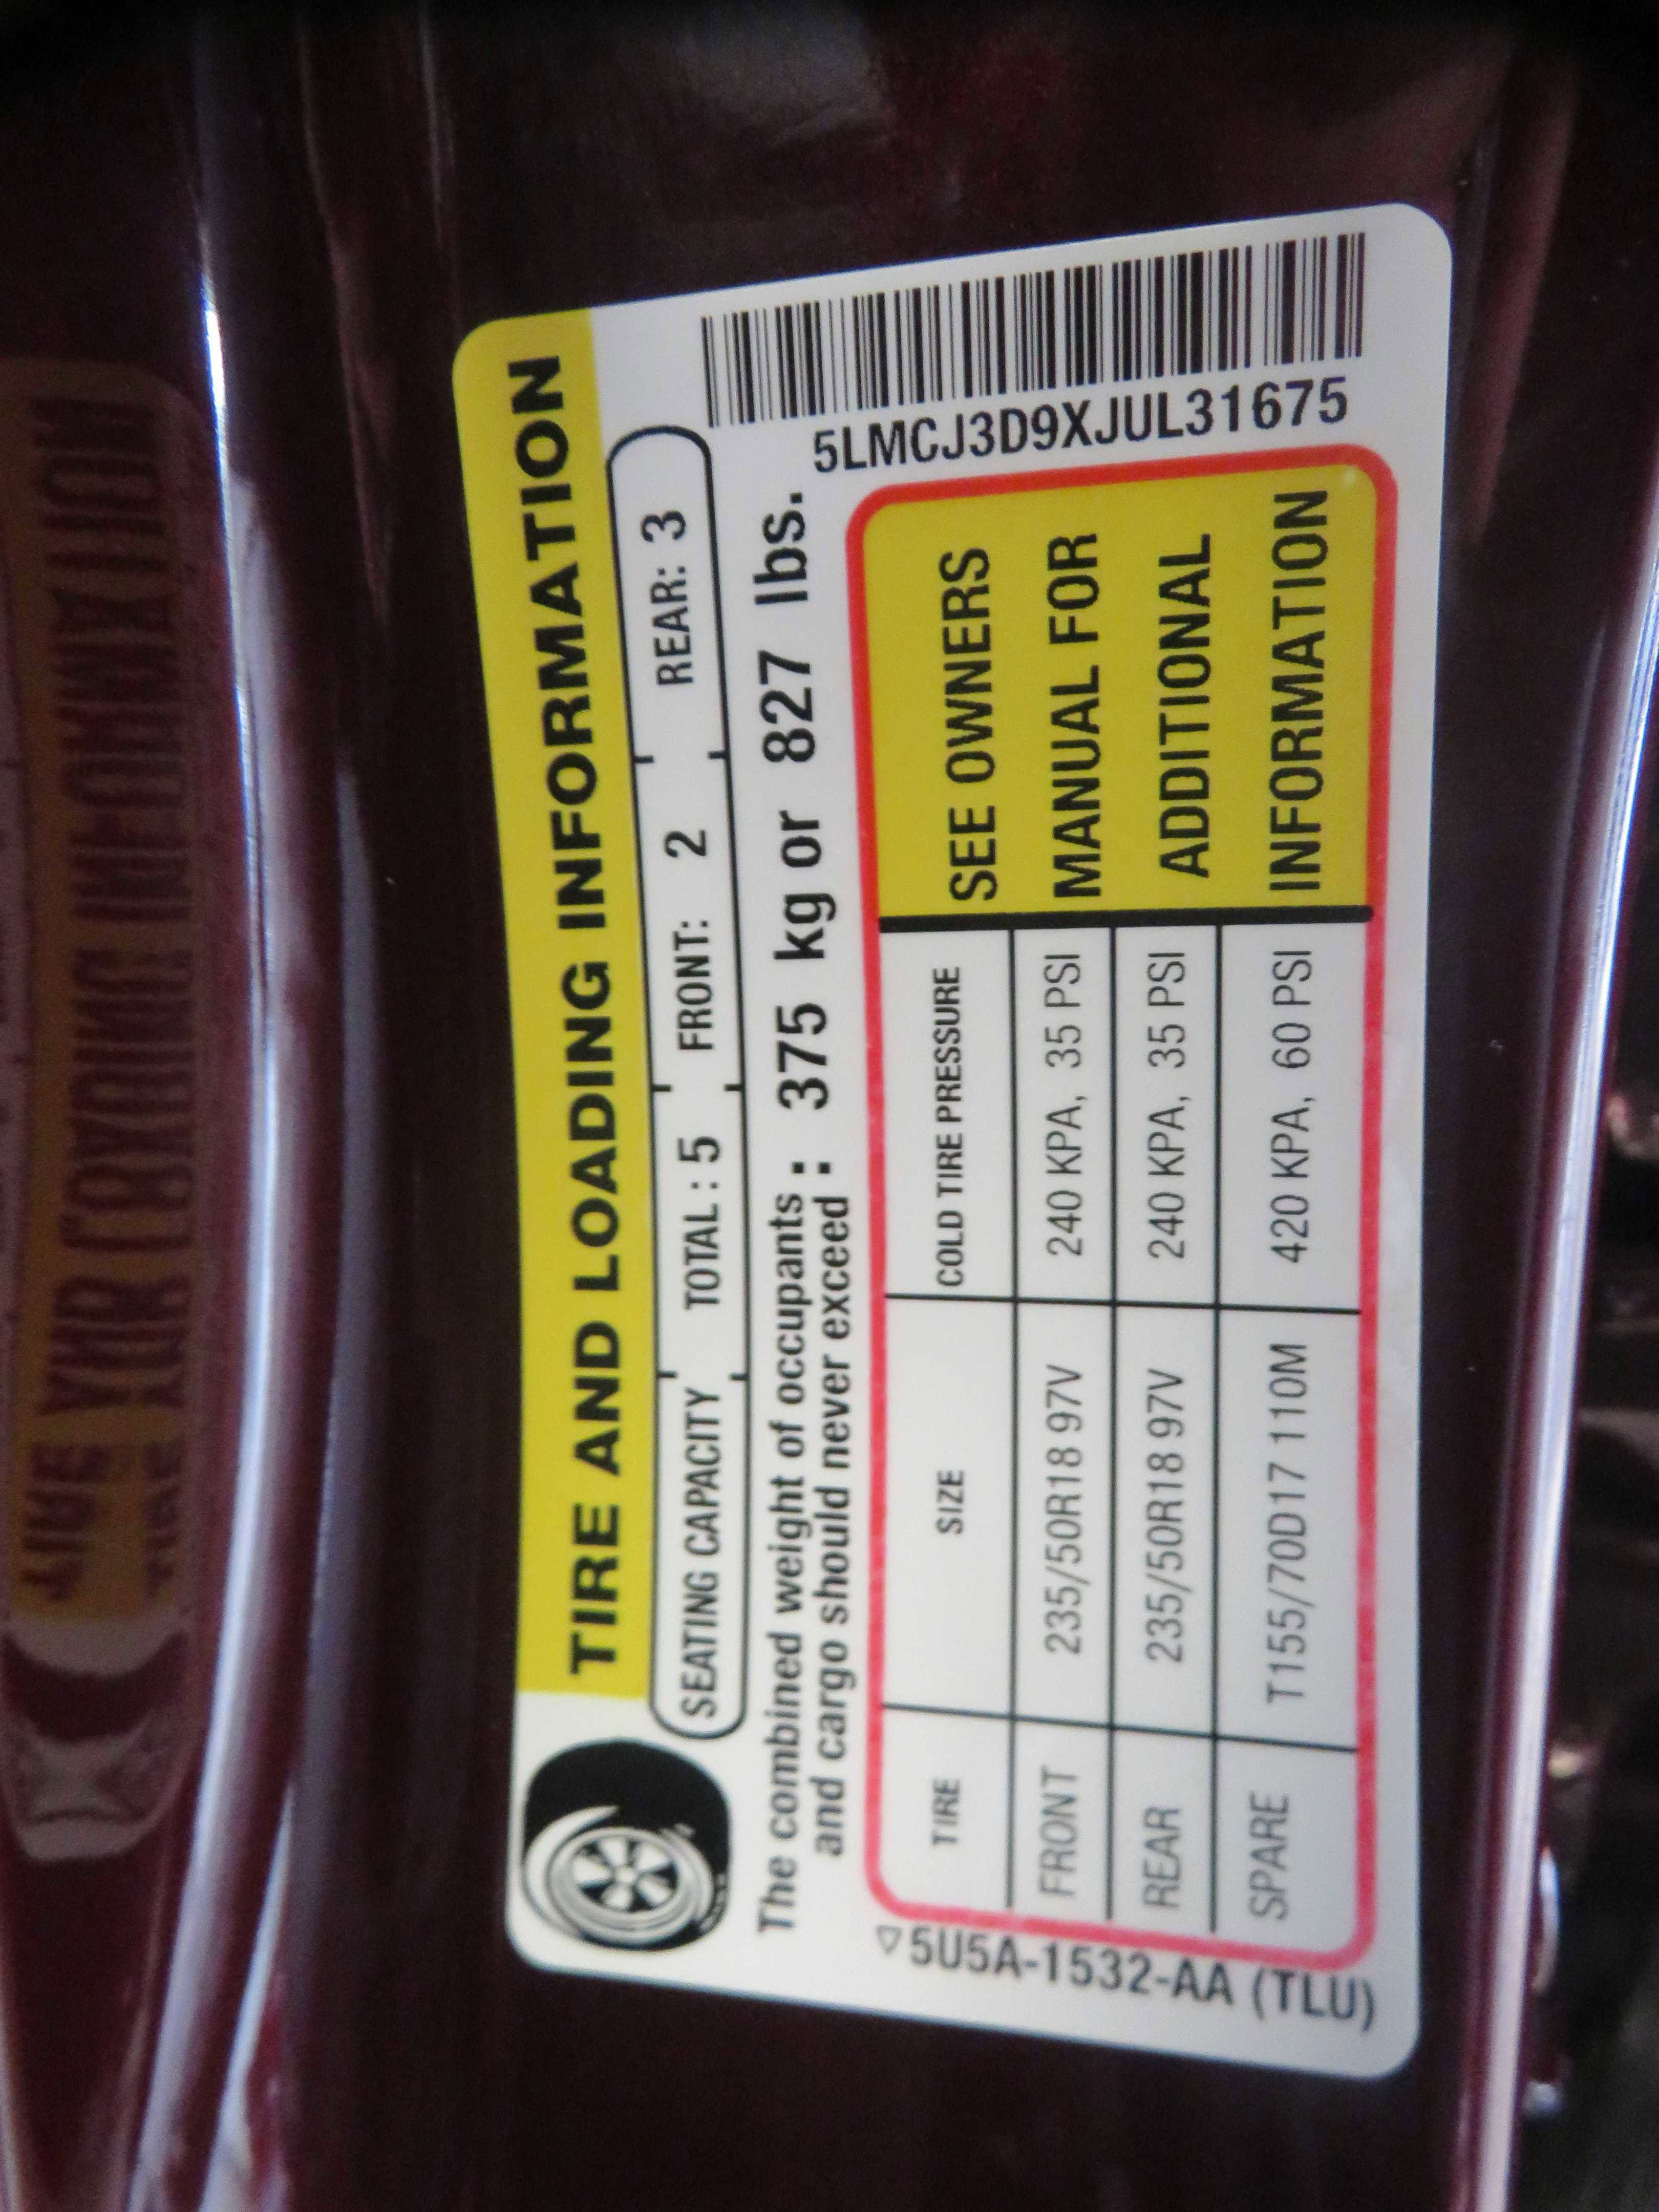 TIRE AND LOADING INFORMATION
SEATING CAPACITY TOTAL : 5 FRONT: 2 REAR: 3
The combined weight of occupants :
and cargo should never exceed : 375 kg or 827 lbs.
TIRE SIZE COLD TIRE PRESSURE
FRONT 235/50R18 97V 240 KPA, 35 PSI
REAR 235/50R18 97V 240 KPA, 35 PSI
SPARE T155/70D17 110M 420 KPA, 60 PSI
SEE OWNERS
MANUAL FOR
ADDITIONAL
INFORMATION
5U5A-1532-AA (TLU)
5LMCJ3D9XJUL31675